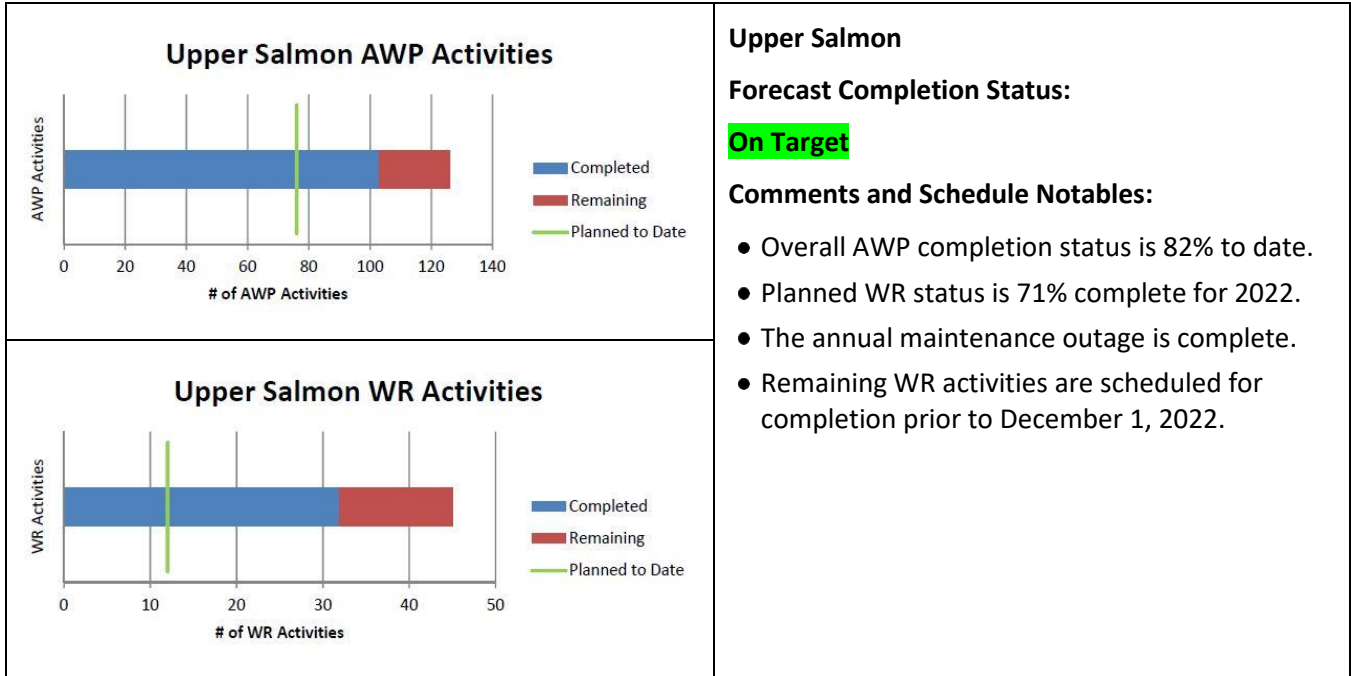 Upper Salmon AWP Activities
AWP Activities
Completed
Remaining
Planned to Date
0 20 40 60 80 100 120 140
# of AWP Activities
Upper Salmon WR Activities
WR Activities
Completed
Remaining
Planned to Date
0 10 20 30 40 50
# of WR Activities
Upper Salmon
Forecast Completion Status:
On Target
Comments and Schedule Notables:
● Overall AWP completion status is 82% to date.
● Planned WR status is 71% complete for 2022.
● The annual maintenance outage is complete.
● Remaining WR activities are scheduled for
completion prior to December 1, 2022.